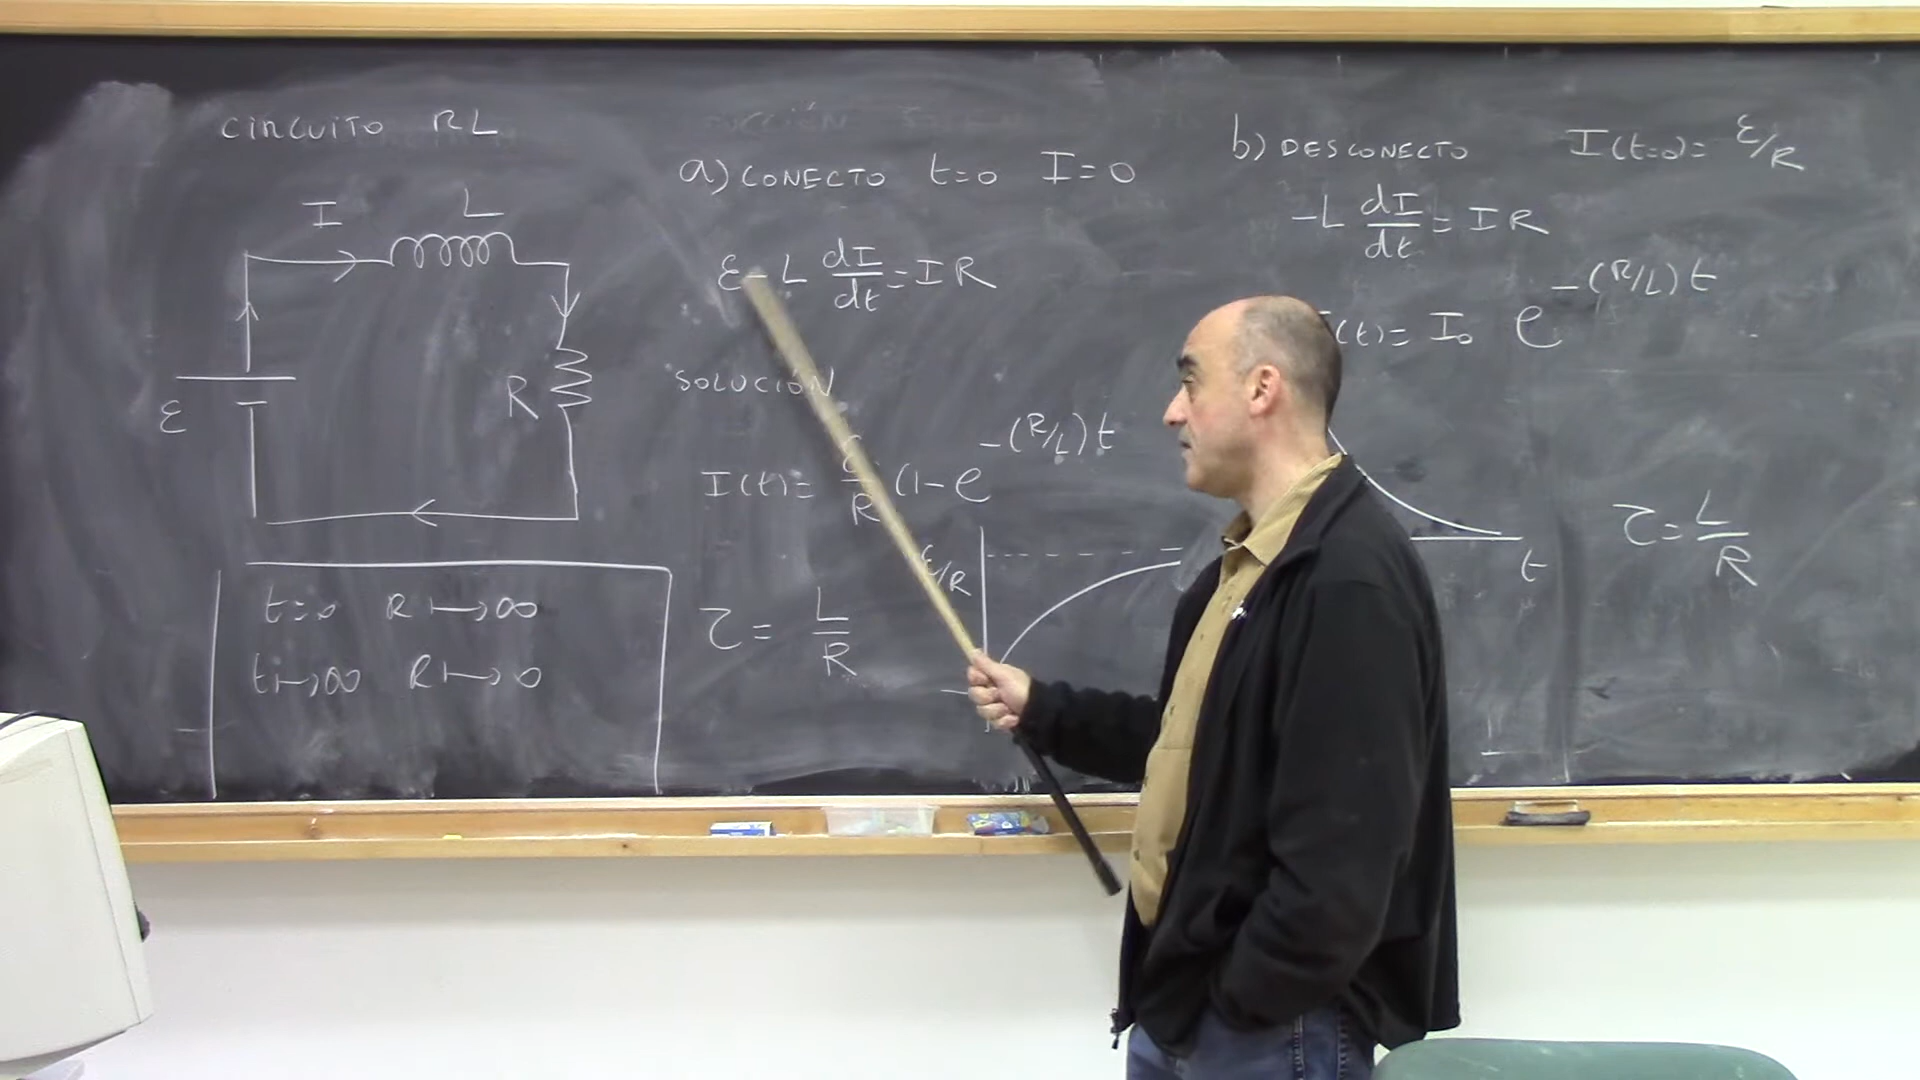 CIRCUITO RL
I
L
R
ε
t=0 R ↦ ∞
t ↦ ∞ R ↦ 0
a) CONECTO t=0 I=0
ε - L dI/dt = IR
SOLUCIÓN
I(t)= ε/R (1- e -(R/L)t
ε/R
τ= L/R
b) DESCONECTO I(t=0)= ε/R
-L dI/dt = IR
(t)= I₀ e -(R/L)t
t
τ= L/R